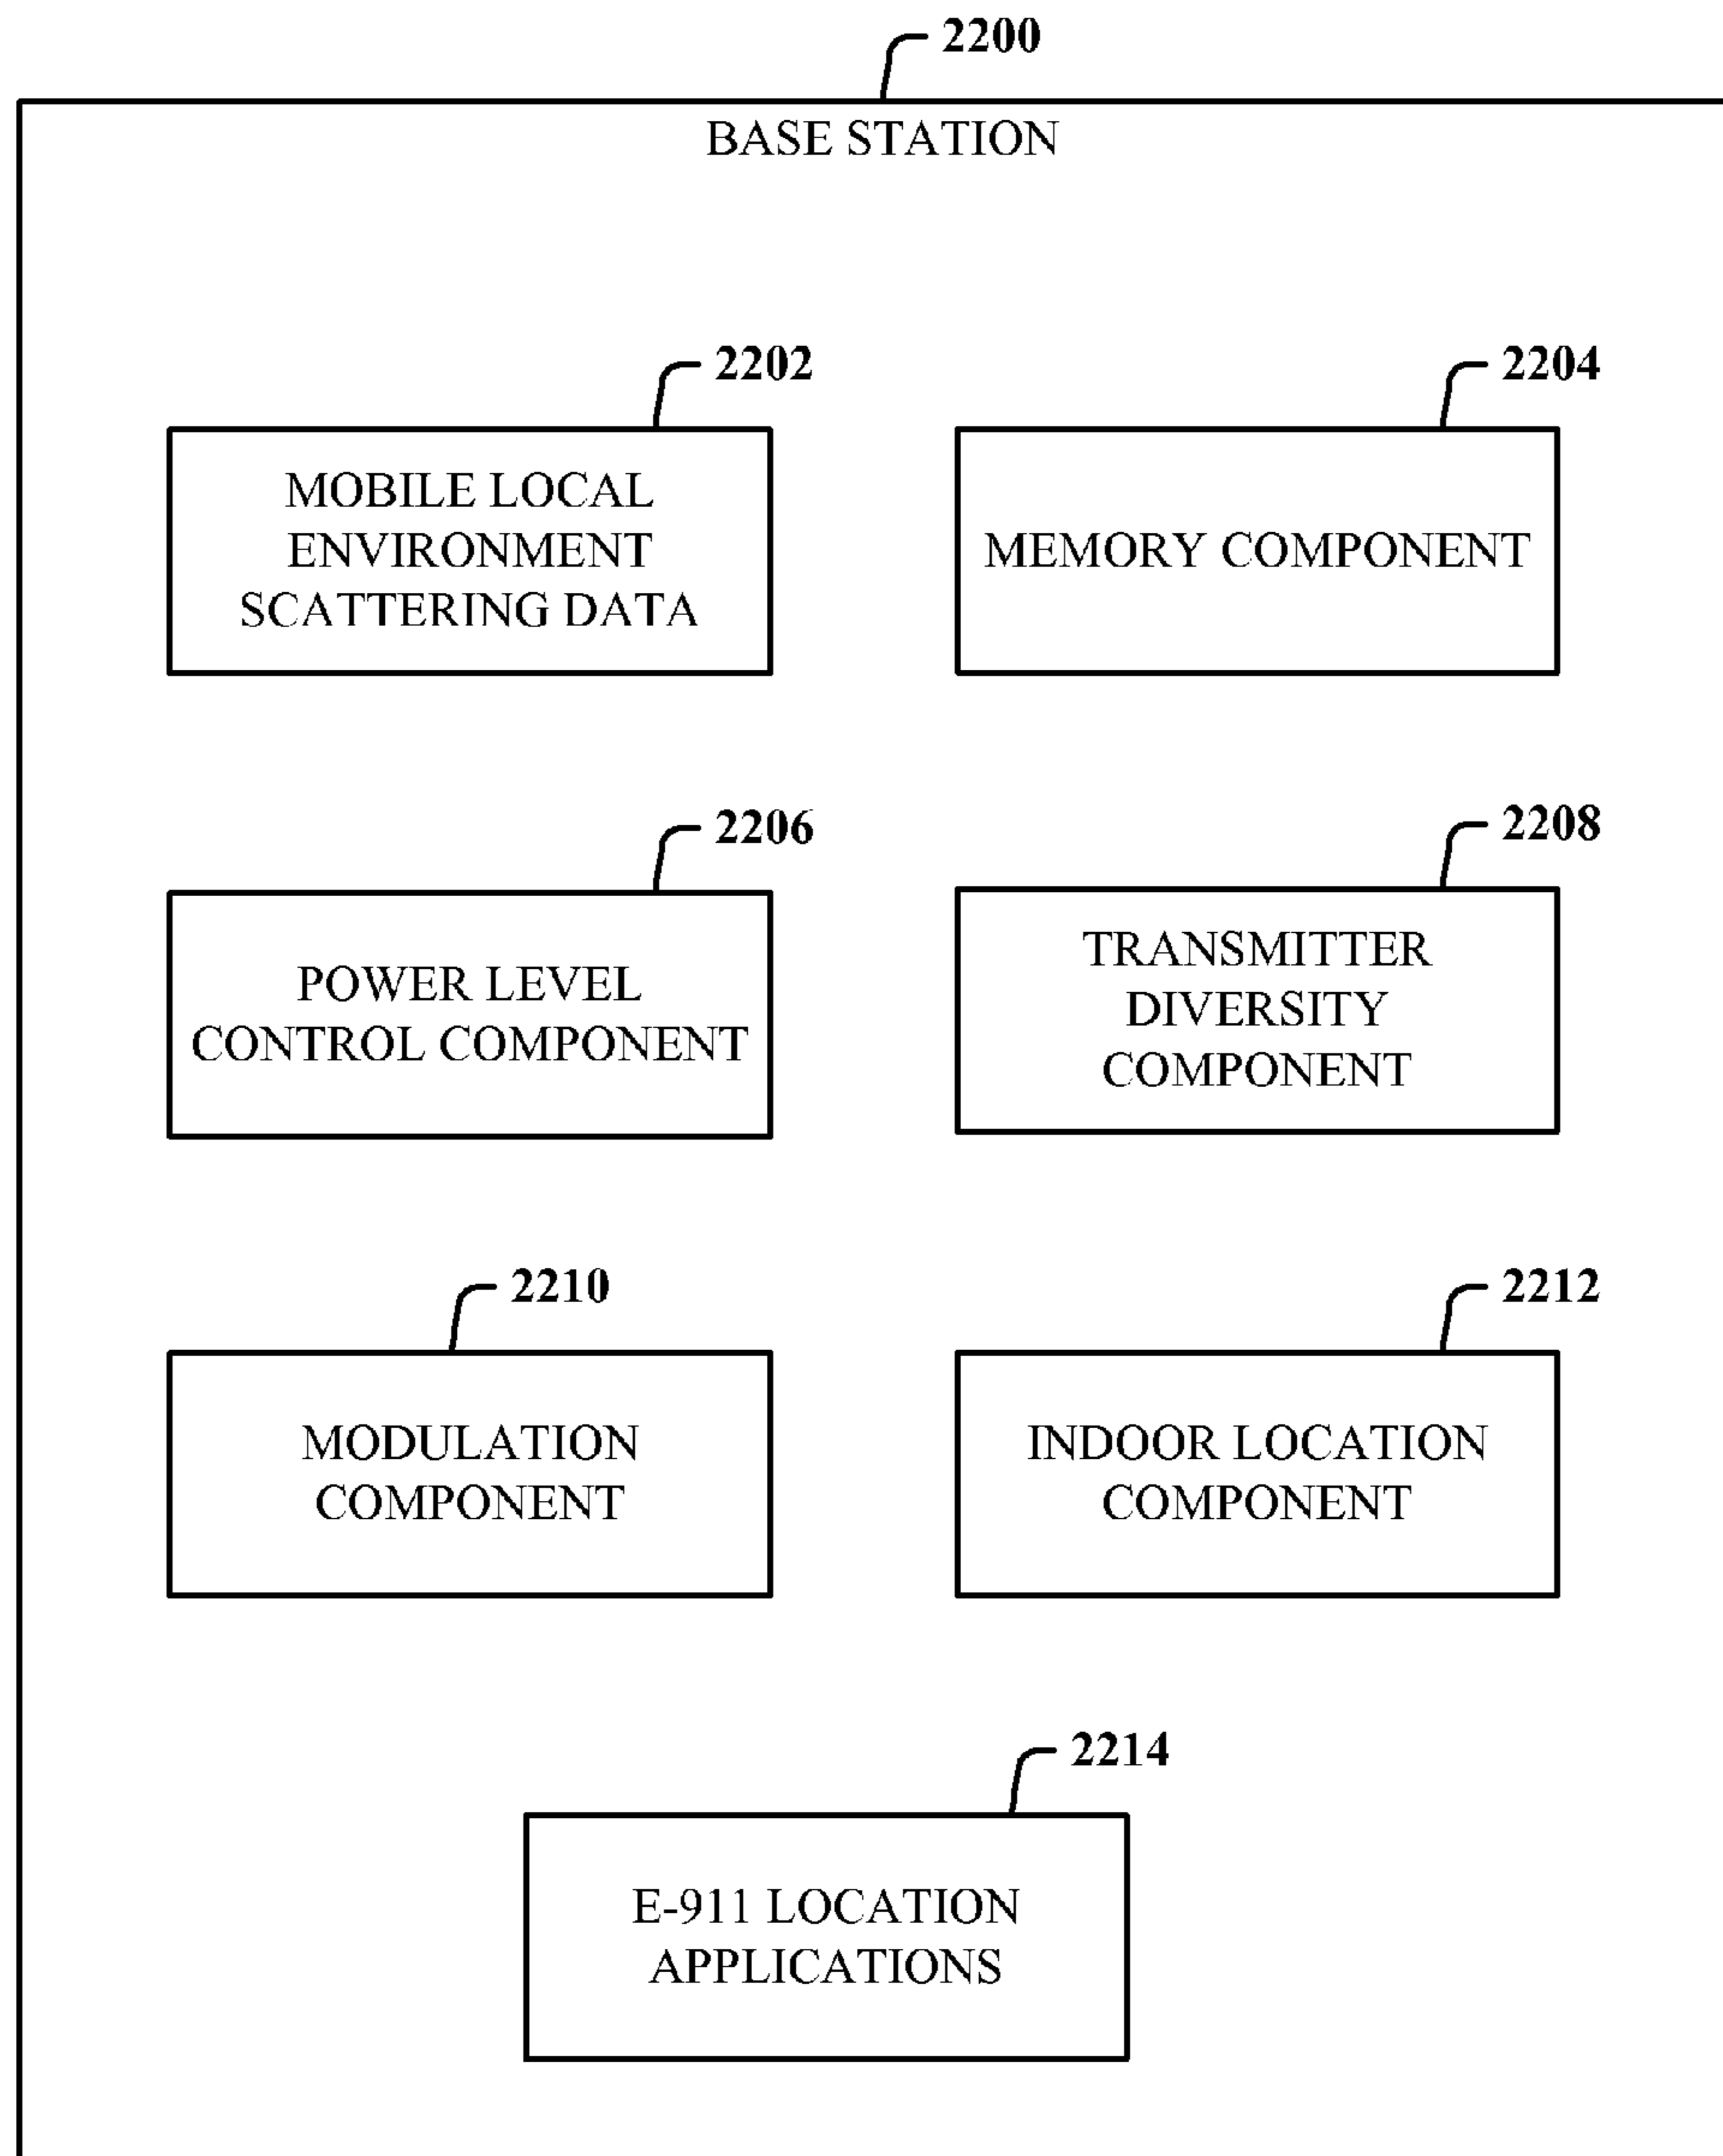 2200
BASE STATION
2202
MOBILE LOCAL
ENVIRONMENT
SCATTERING DATA
2204
MEMORY COMPONENT
2206
POWER LEVEL
CONTROL COMPONENT
2208
TRANSMITTER
DIVERSITY
COMPONENT
2210
MODULATION
COMPONENT
2212
INDOOR LOCATION
COMPONENT
2214
E-911 LOCATION
APPLICATIONS